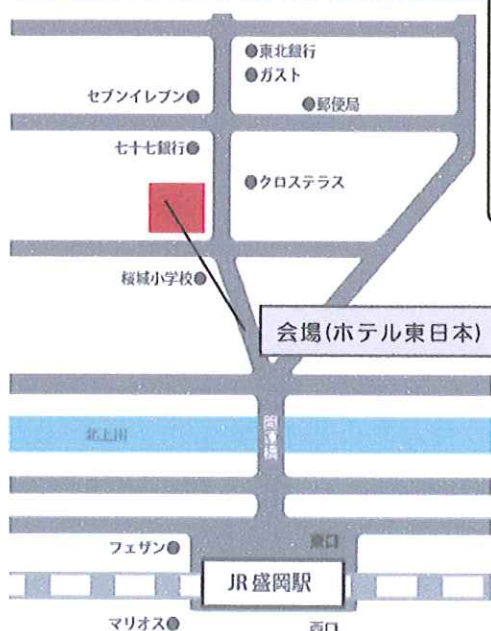 東北銀行
ガスト
セブンイレブン
郵便局
七十七銀行
クロステラス
桜城小学校
会場(ホテル東日本)
北上川
開運橋
東口
フェザン
JR盛岡駅
マリオス
西口